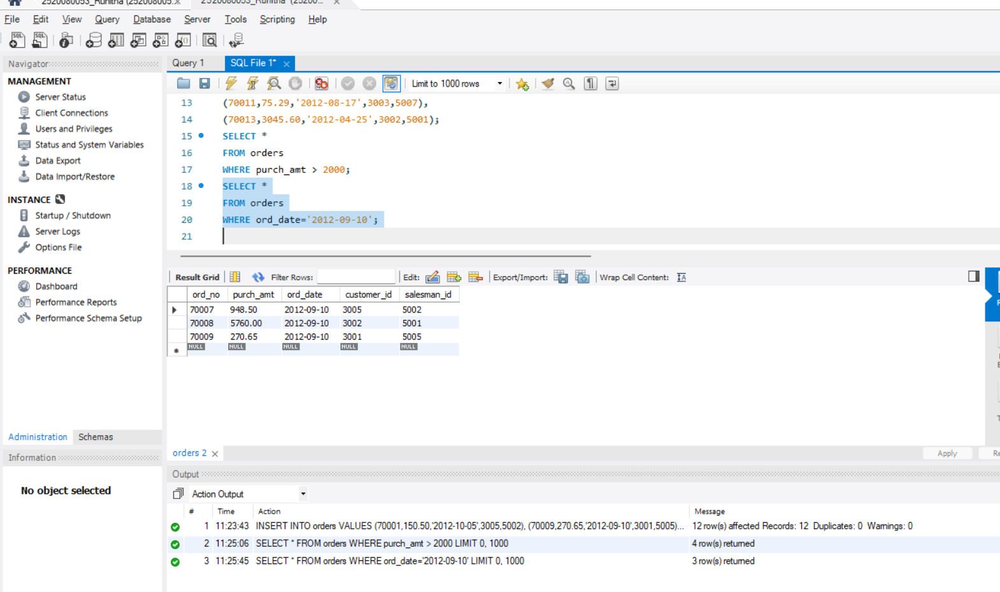 2520080053_Runitha (252008005.x
2520080053_Runitha (25200...
File Edit View Query Database Server Tools Scripting Help
Navigator
MANAGEMENT
Server Status
Client Connections
Users and Privileges
Status and System Variables
Data Export
Data Import/Restore
INSTANCE
Startup / Shutdown
Server Logs
Options File
PERFORMANCE
Dashboard
Performance Reports
Performance Schema Setup
Administration Schemas
Information
No object selected
Query 1 SQL File 1*
Limit to 1000 rows
13 (70011,75.29,'2012-08-17',3003,5007),
14 (70013,3045.60,'2012-04-25',3002,5001);
15 SELECT *
16 FROM orders
17 WHERE purch_amt > 2000;
18 SELECT *
19 FROM orders
20 WHERE ord_date='2012-09-10';
21
Result Grid Filter Rows: Edit: Export/Import: Wrap Cell Content:
ord_no purch_amt ord_date customer_id salesman_id
70007 948.50 2012-09-10 3005 5002
70008 5760.00 2012-09-10 3002 5001
70009 270.65 2012-09-10 3001 5005
NULL NULL NULL NULL NULL
orders 2 Apply Re
Output
Action Output
# Time Action Message
1 11:23:43 INSERT INTO orders VALUES (70001,150.50,'2012-10-05',3005,5002), (70009,270.65,'2012-09-10',3001,5005)... 12 row(s) affected Records: 12 Duplicates: 0 Warnings: 0
2 11:25:06 SELECT * FROM orders WHERE purch_amt > 2000 LIMIT 0, 1000 4 row(s) returned
3 11:25:45 SELECT * FROM orders WHERE ord_date='2012-09-10' LIMIT 0, 1000 3 row(s) returned